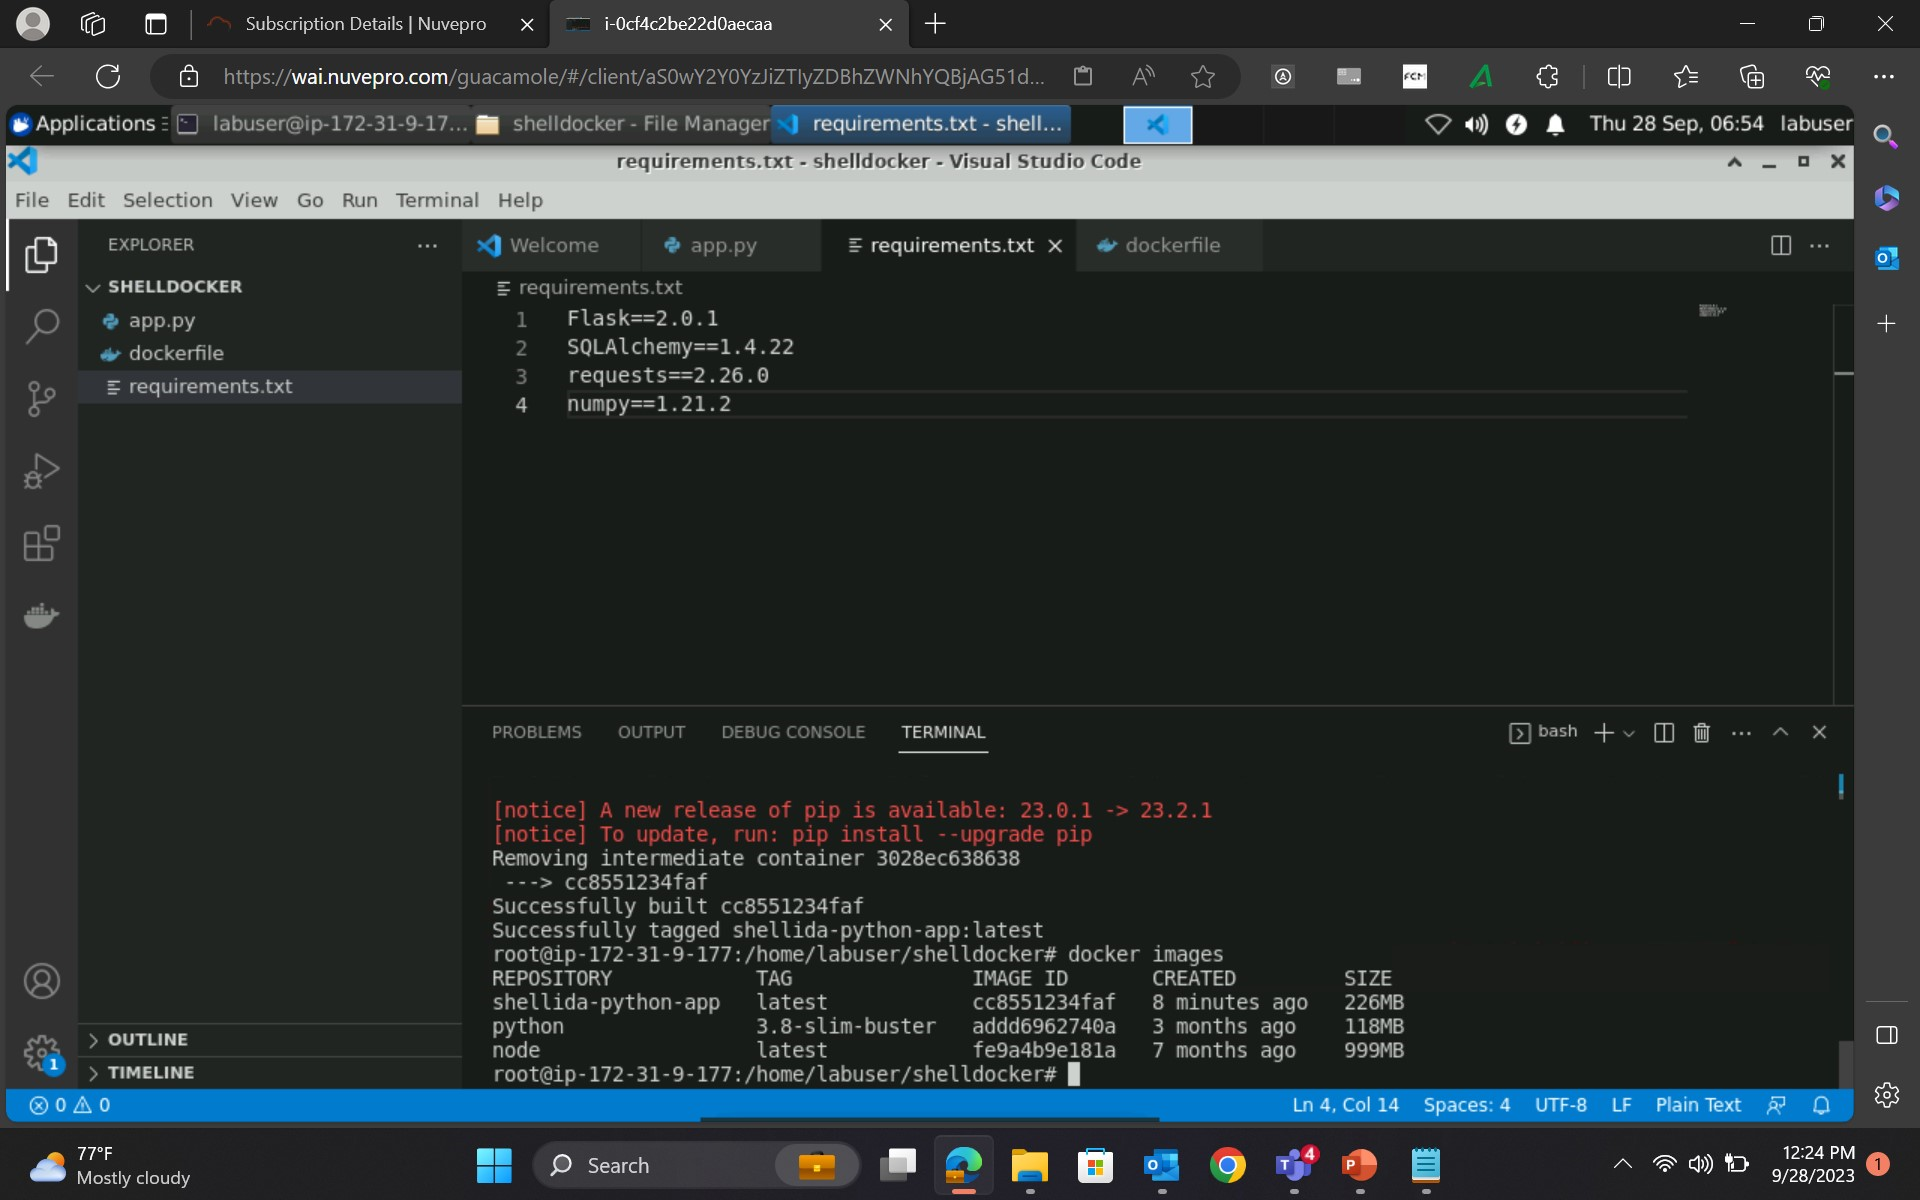 Subscription Details | Nuvepro
i-0cf4c2be22d0aecaa
https://wai.nuvepro.com/guacamole/#/client/aS0wY2Y0YzJiZTIyZDBhZWNhYQBjAG51d...
FCM
Applications
labuser@ip-172-31-9-17...
shelldocker - File Manager
requirements.txt - shell...
Thu 28 Sep, 06:54
labuser
requirements.txt - shelldocker - Visual Studio Code
File Edit Selection View Go Run Terminal Help
EXPLORER
Welcome
app.py
requirements.txt
dockerfile
SHELLDOCKER
app.py
dockerfile
requirements.txt
requirements.txt
1 Flask==2.0.1
2 SQLAlchemy==1.4.22
3 requests==2.26.0
4 numpy==1.21.2
PROBLEMS OUTPUT DEBUG CONSOLE TERMINAL
bash
[notice] A new release of pip is available: 23.0.1 -> 23.2.1
[notice] To update, run: pip install --upgrade pip
Removing intermediate container 3028ec638638
---> cc8551234faf
Successfully built cc8551234faf
Successfully tagged shellida-python-app:latest
root@ip-172-31-9-177:/home/labuser/shelldocker# docker images
REPOSITORY TAG IMAGE ID CREATED SIZE
shellida-python-app latest cc8551234faf 8 minutes ago 226MB
python 3.8-slim-buster addd6962740a 3 months ago 118MB
node latest fe9a4b9e181a 7 months ago 999MB
root@ip-172-31-9-177:/home/labuser/shelldocker#
OUTLINE
TIMELINE
1
0 0
Ln 4, Col 14 Spaces: 4 UTF-8 LF Plain Text
77°F
Mostly cloudy
Search
4
12:24 PM
9/28/2023
1